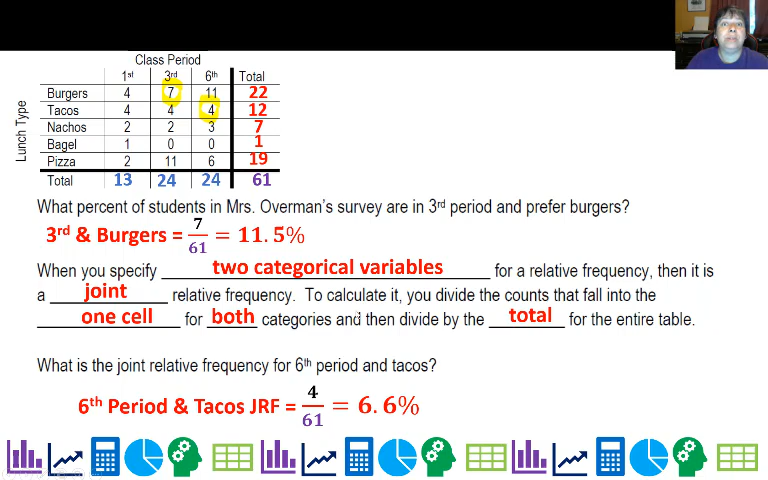 Class Period
1st 3rd 6th Total
Burgers 4 7 11 22
Tacos 4 4 4 12
Nachos 2 2 3 7
Bagel 1 0 0 1
Pizza 2 11 6 19
Total 13 24 24 61
Lunch Type
What percent of students in Mrs. Overman's survey are in 3rd period and prefer burgers?
3rd & Burgers = 7/61 = 11.5%
When you specify two categorical variables for a relative frequency, then it is
a joint relative frequency. To calculate it, you divide the counts that fall into the
one cell for both categories and then divide by the total for the entire table.
What is the joint relative frequency for 6th period and tacos?
6th Period & Tacos JRF = 4/61 = 6.6%